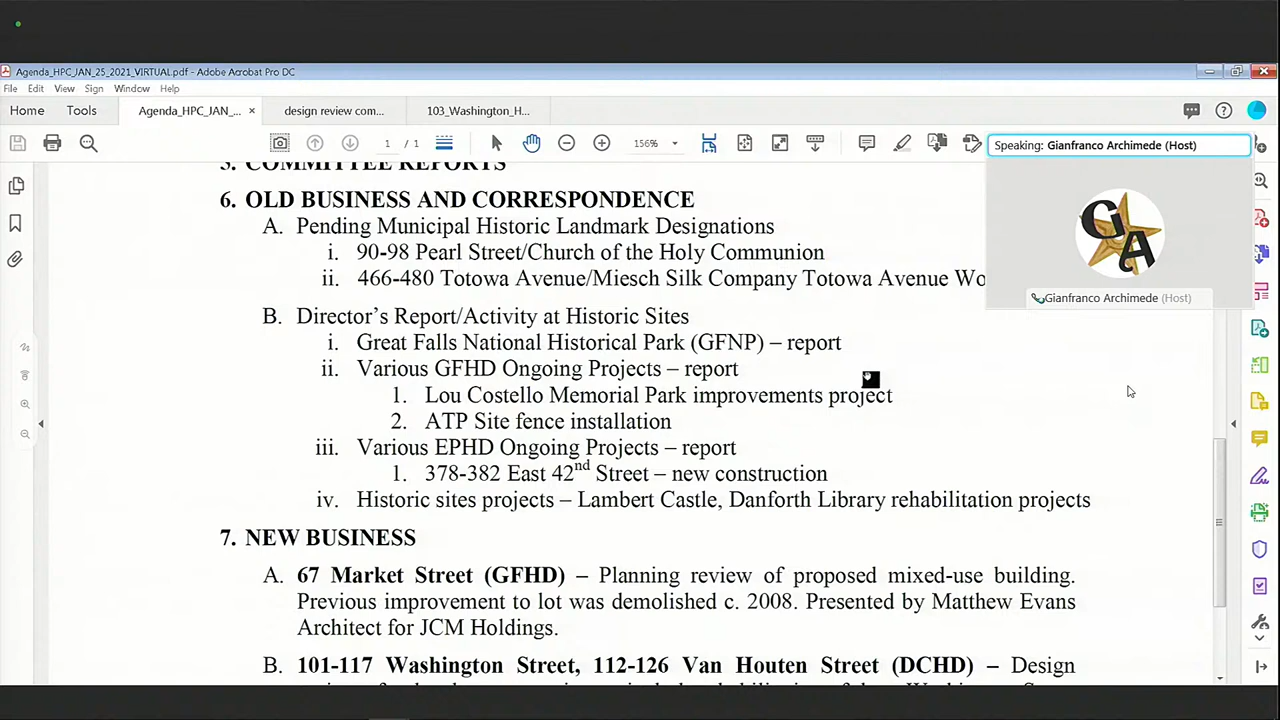 Agenda_HPC_JAN_25_2021_VIRTUAL.pdf - Adobe Acrobat Pro DC
File Edit View Sign Window Help
Home Tools Agenda_HPC_JAN_... × design review com... 103_Washington_H...
1 / 1 156%
Speaking: Gianfranco Archimede (Host)
GA
Gianfranco Archimede (Host)
5. COMMITTEE REPORTS
6. OLD BUSINESS AND CORRESPONDENCE
A. Pending Municipal Historic Landmark Designations
i. 90-98 Pearl Street/Church of the Holy Communion
ii. 466-480 Totowa Avenue/Miesch Silk Company Totowa Avenue Wo
B. Director's Report/Activity at Historic Sites
i. Great Falls National Historical Park (GFNP) – report
ii. Various GFHD Ongoing Projects – report
1. Lou Costello Memorial Park improvements project
2. ATP Site fence installation
iii. Various EPHD Ongoing Projects – report
1. 378-382 East 42nd Street – new construction
iv. Historic sites projects – Lambert Castle, Danforth Library rehabilitation projects
7. NEW BUSINESS
A. 67 Market Street (GFHD) – Planning review of proposed mixed-use building.
Previous improvement to lot was demolished c. 2008. Presented by Matthew Evans
Architect for JCM Holdings.
B. 101-117 Washington Street, 112-126 Van Houten Street (DCHD) – Design